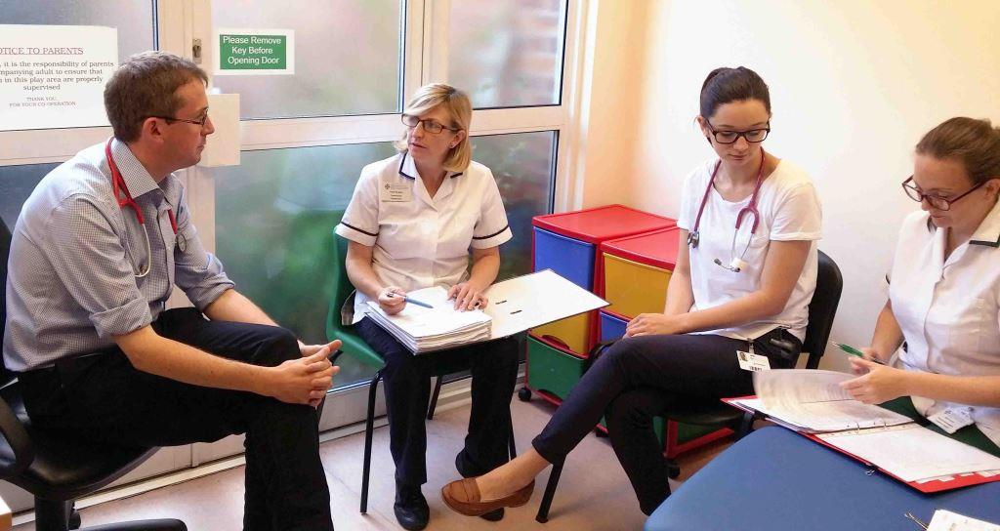 OTICE TO PARENTS
, it is the responsibility of parents
mpanying adult to ensure that
n in this play area are properly
supervised
THANK YOU,
FOR YOUR CO-OPERATION
Please Remove
Key Before
Opening Door